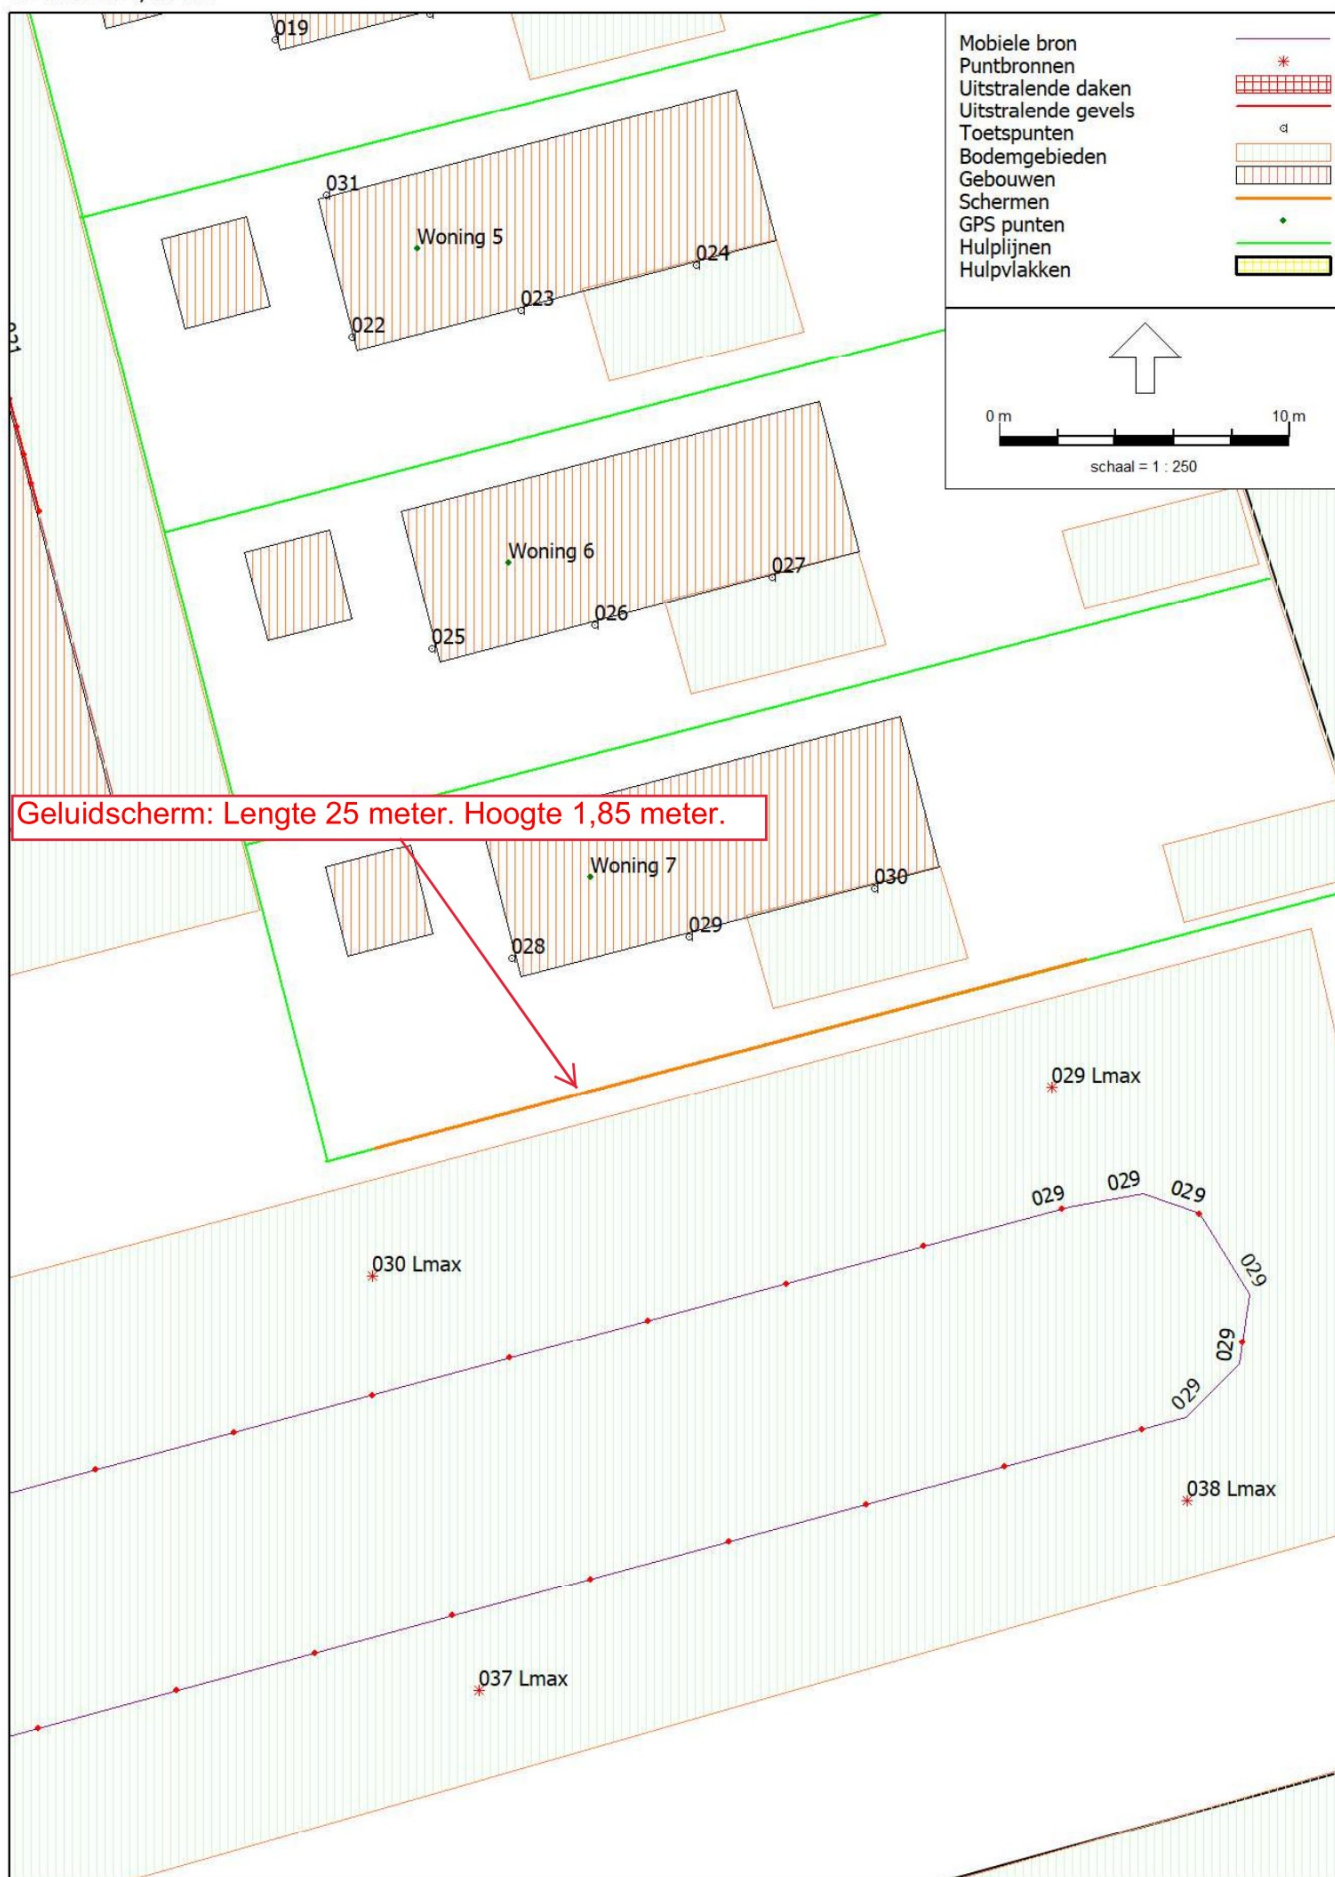 019
Mobiele bron
Puntbronnen
Uitstralende daken
Uitstralende gevels
Toetspunten
Bodemgebieden
Gebouwen
Schermen
GPS punten
Hulplijnen
Hulpvlakken
031
Woning 5
024
023
022
0 m 10 m
schaal = 1 : 250
Woning 6
027
026
025
Geluidscherm: Lengte 25 meter. Hoogte 1,85 meter.
Woning 7
030
029
028
029 Lmax
029
029
029
030 Lmax
029
029
029
038 Lmax
037 Lmax